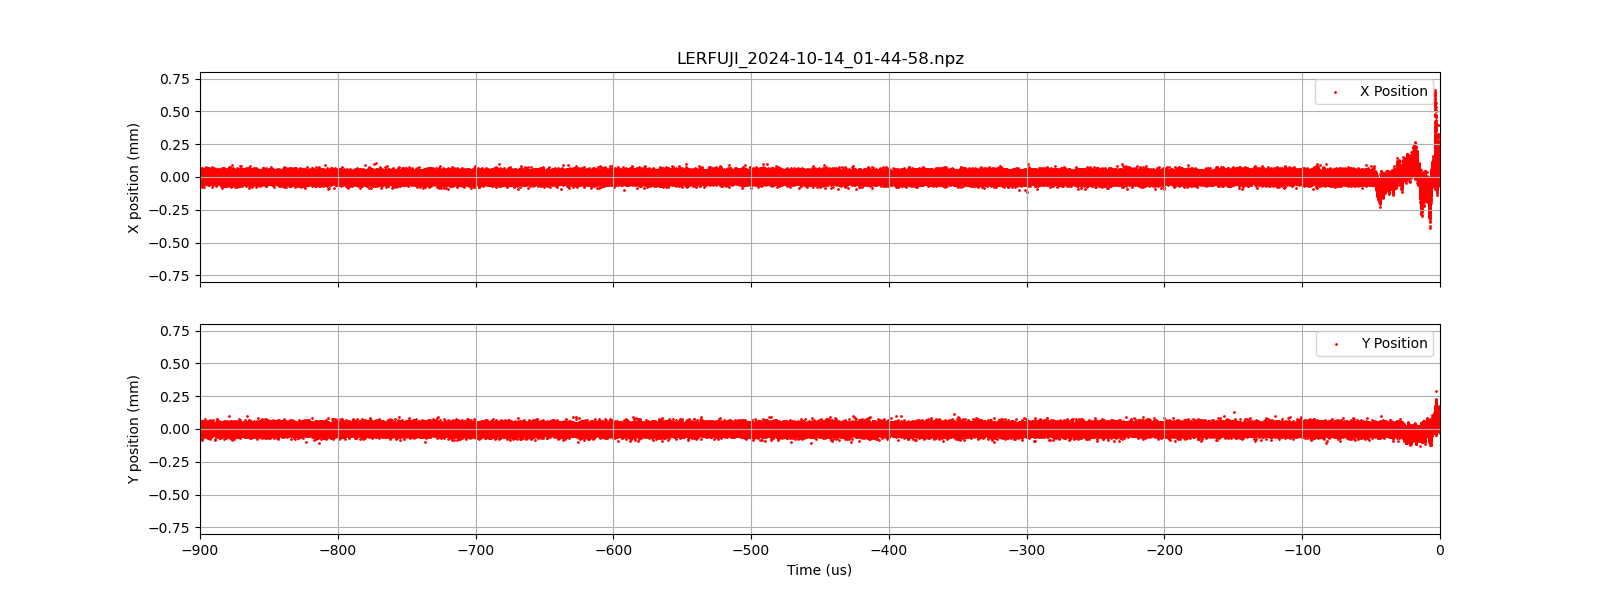 LERFUJI_2024-10-14_01-44-58.npz
0.75
0.50
0.25
0.00
−0.25
−0.50
−0.75
X position (mm)
X Position
0.75
0.50
0.25
0.00
−0.25
−0.50
−0.75
Y position (mm)
Y Position
−900 −800 −700 −600 −500 −400 −300 −200 −100 0
Time (us)